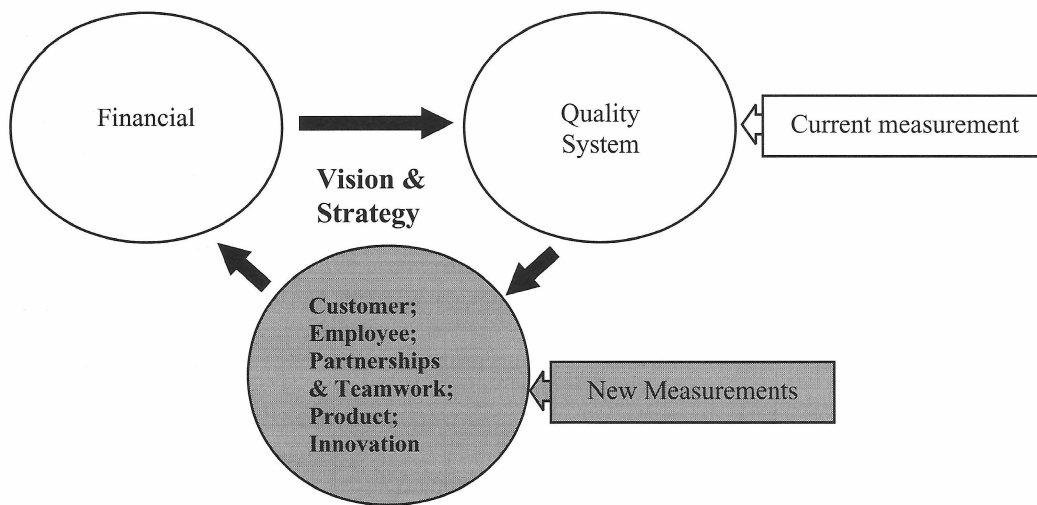 Financial
Quality
System
Current measurement
Vision &
Strategy
Customer;
Employee;
Partnerships
& Teamwork;
Product;
Innovation
New Measurements